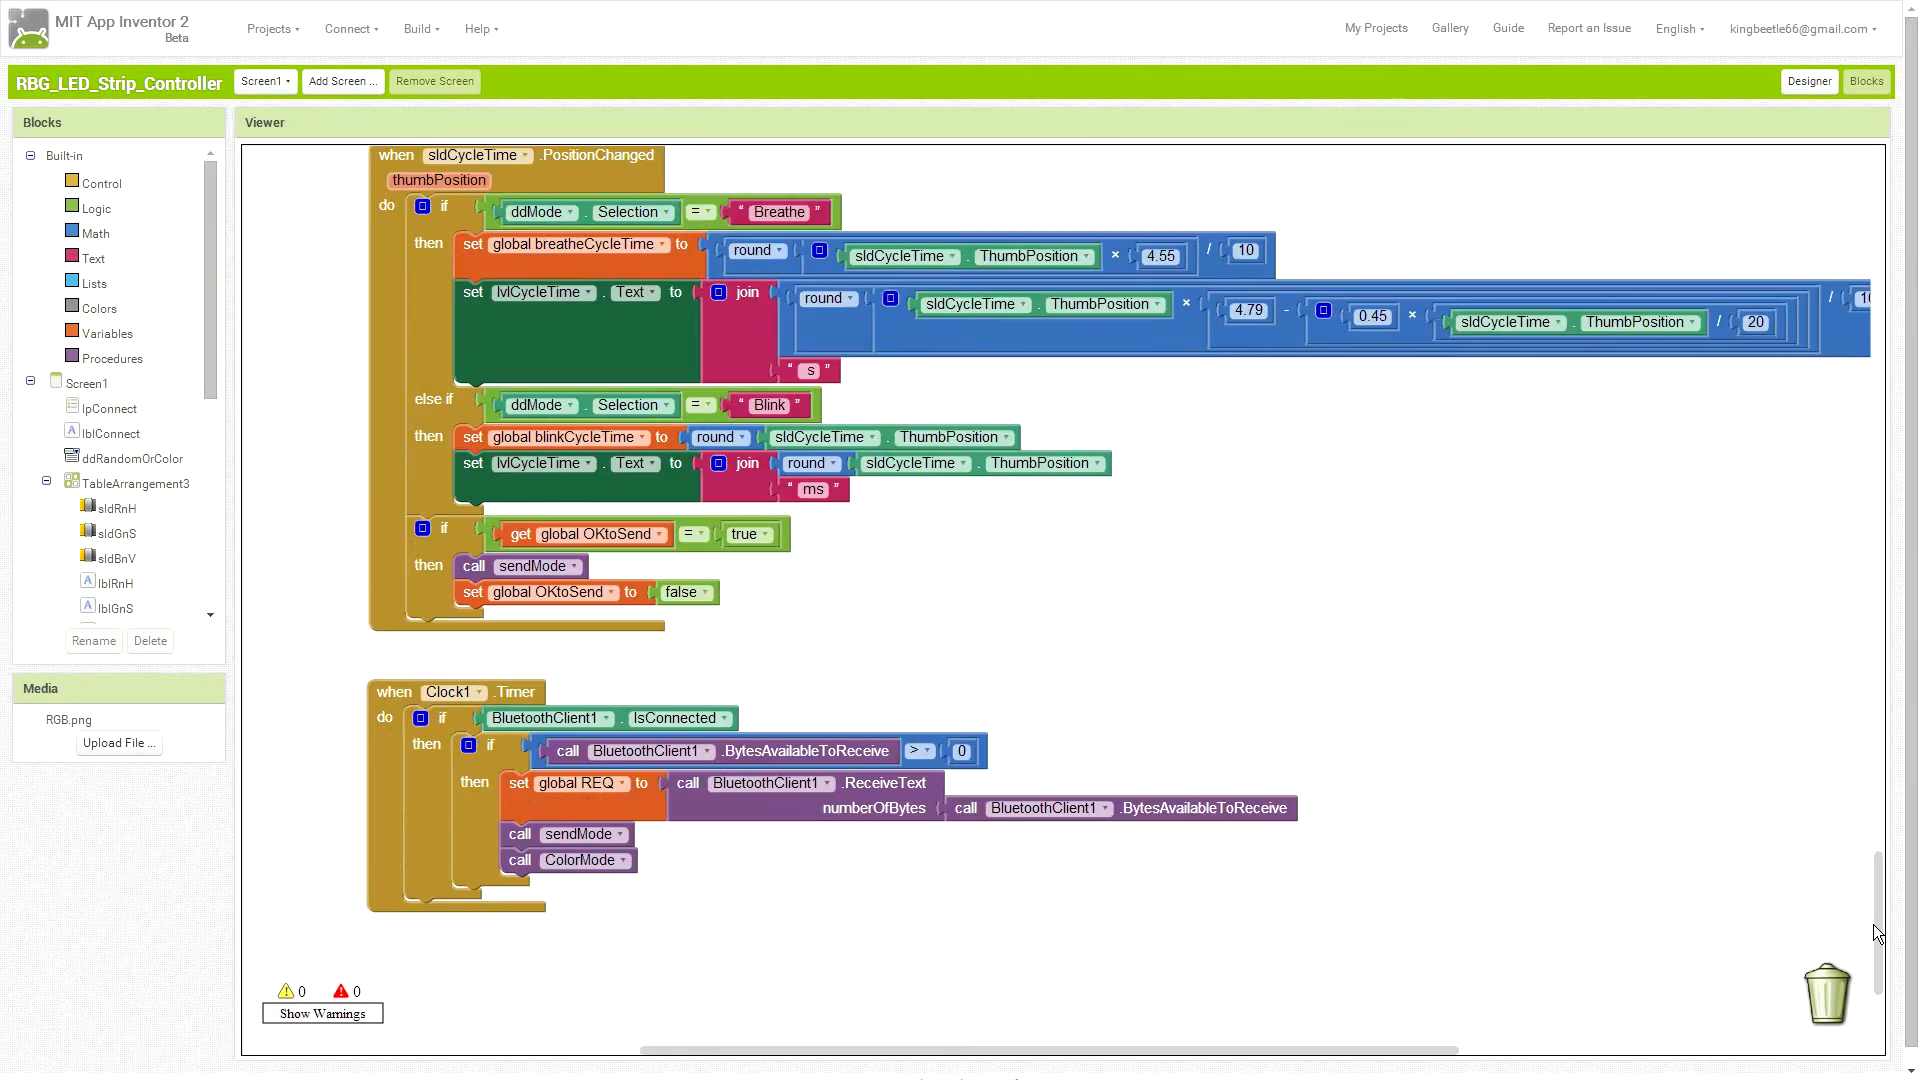 MIT App Inventor 2
Beta
Projects Connect Build Help
My Projects Gallery Guide Report an Issue English kingbeetle66@gmail.com
RBG_LED_Strip_Controller Screen1 Add Screen ... Remove Screen Designer Blocks
Blocks
Built-in
Control
Logic
Math
Text
Lists
Colors
Variables
Procedures
Screen1
lpConnect
lblConnect
ddRandomOrColor
TableArrangement3
sldRnH
sldGnS
sldBnV
lblRnH
lblGnS
Rename Delete
Media
RGB.png
Upload File ...
Viewer
when sldCycleTime .PositionChanged
thumbPosition
do if ddMode . Selection = " Breathe "
then set global breatheCycleTime to round sldCycleTime . ThumbPosition × 4.55 / 10
set lvlCycleTime . Text to join round sldCycleTime . ThumbPosition × 4.79 - 0.45 × sldCycleTime . ThumbPosition / 20 /
" s "
else if ddMode . Selection = " Blink "
then set global blinkCycleTime to round sldCycleTime . ThumbPosition
set lvlCycleTime . Text to join round sldCycleTime . ThumbPosition
" ms "
if get global OKtoSend = true
then call sendMode
set global OKtoSend to false
when Clock1 .Timer
do if BluetoothClient1 . IsConnected
then if call BluetoothClient1 .BytesAvailableToReceive > 0
then set global REQ to call BluetoothClient1 .ReceiveText
numberOfBytes call BluetoothClient1 .BytesAvailableToReceive
call sendMode
call ColorMode
0 0
Show Warnings